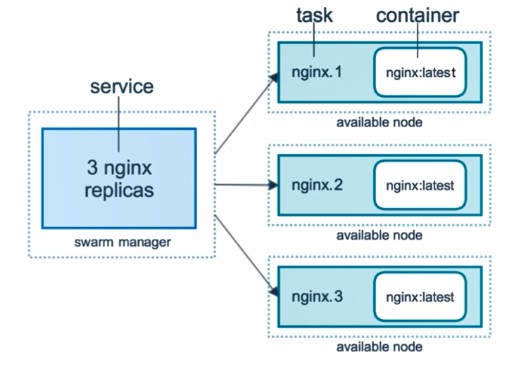 task
container
nginx.1
nginx:latest
available node
service
3 nginx
replicas
swarm manager
nginx.2
nginx:latest
available node
nginx.3
nginx:latest
available node